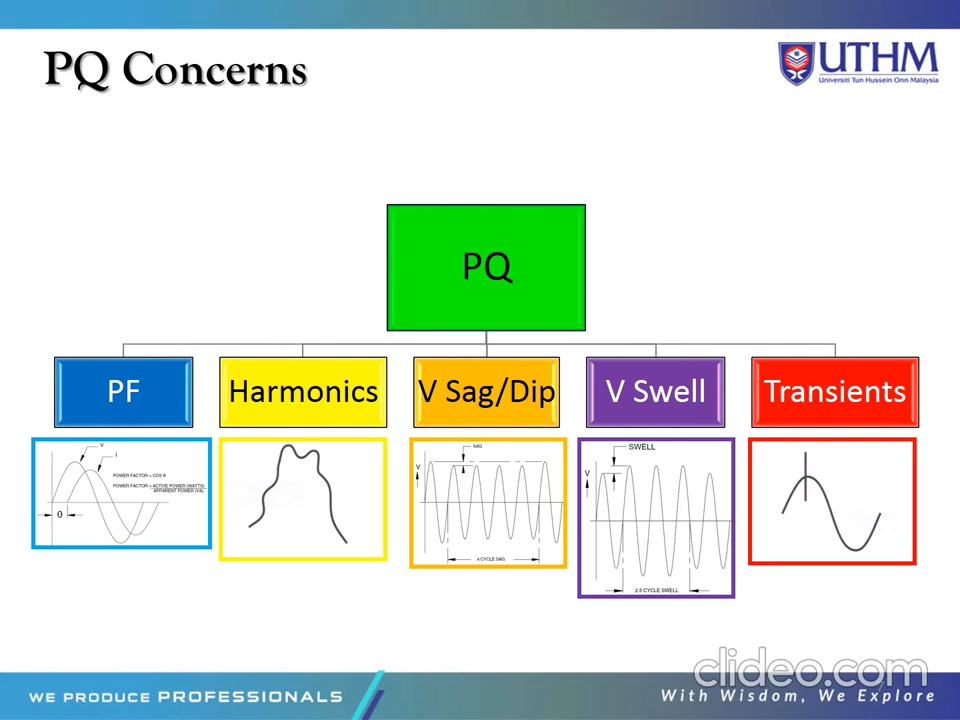 PQ Concerns
UTHM
Universiti Tun Hussein Onn Malaysia
PQ
PF
Harmonics
V Sag/Dip
V Swell
Transients
V
i
POWER FACTOR = COS θ
POWER FACTOR = ACTIVE POWER (WATTS)
APPARENT POWER (VA)
θ
SAG
V
4 CYCLE SAG
SWELL
V
2.5 CYCLE SWELL
clideo.com
WE PRODUCE PROFESSIONALS
With Wisdom, We Explore